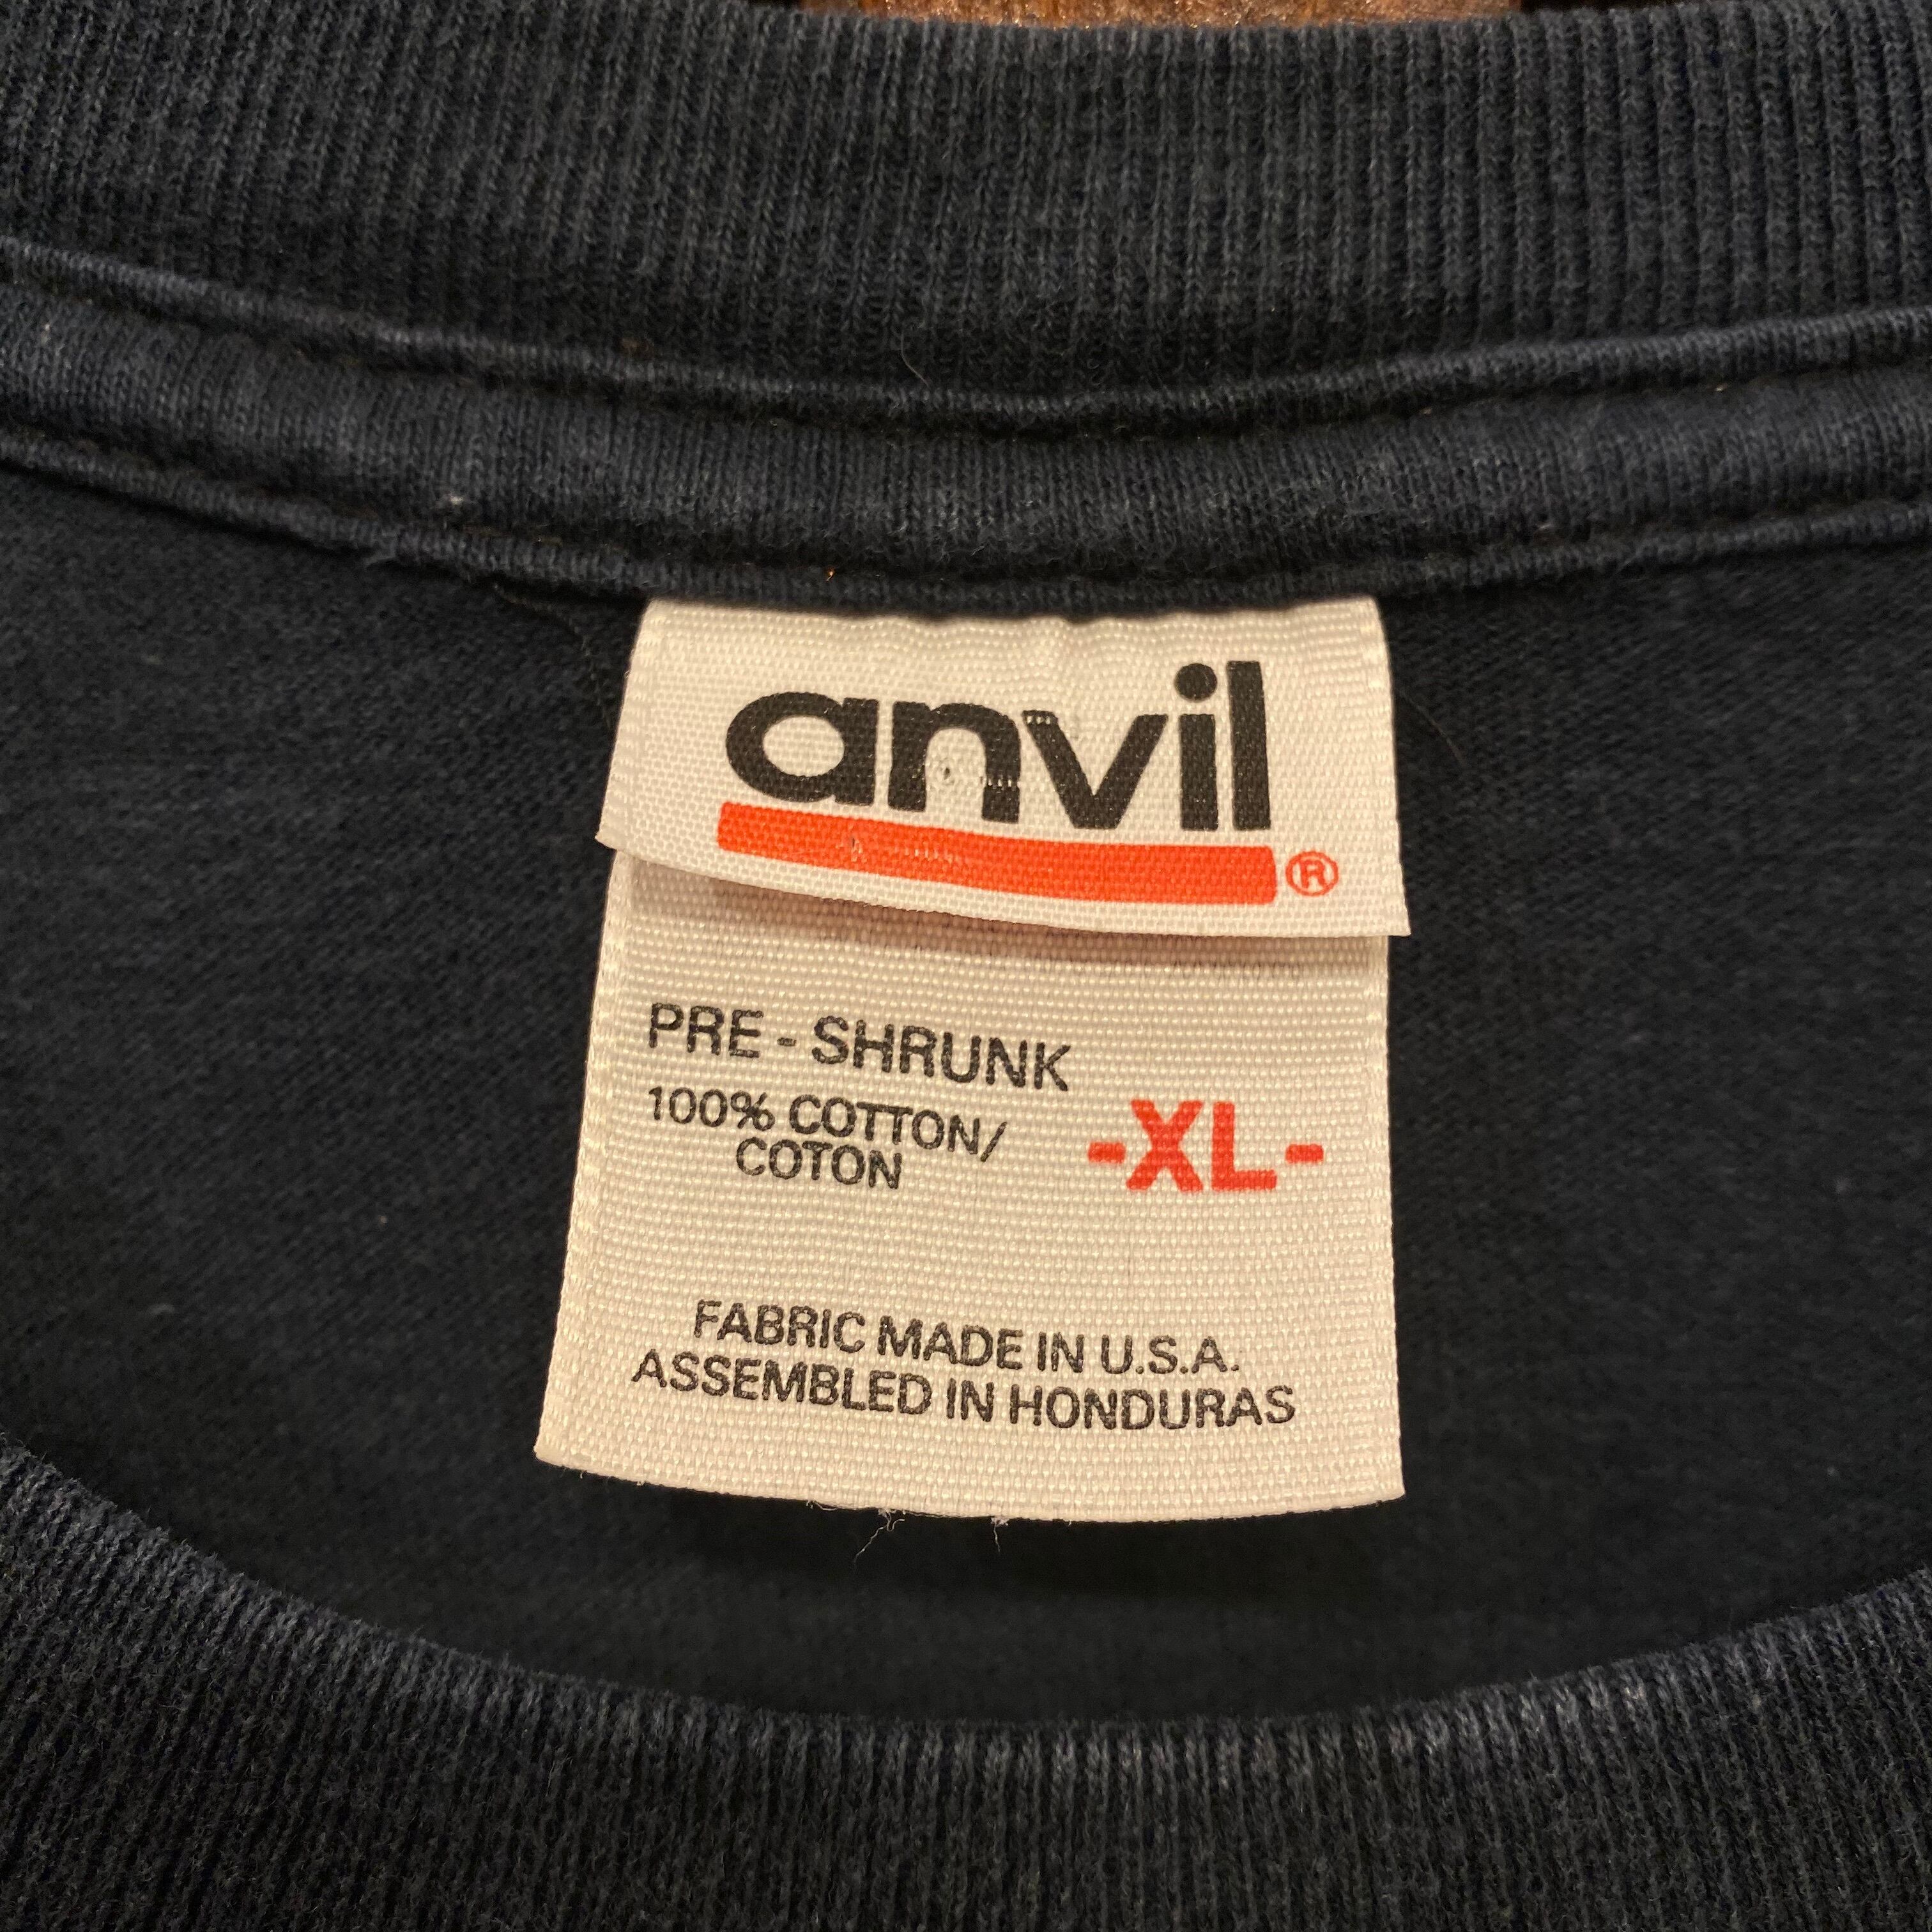 anvil
®
PRE - SHRUNK
100% COTTON/
COTON
-XL-
FABRIC MADE IN U.S.A.
ASSEMBLED IN HONDURAS